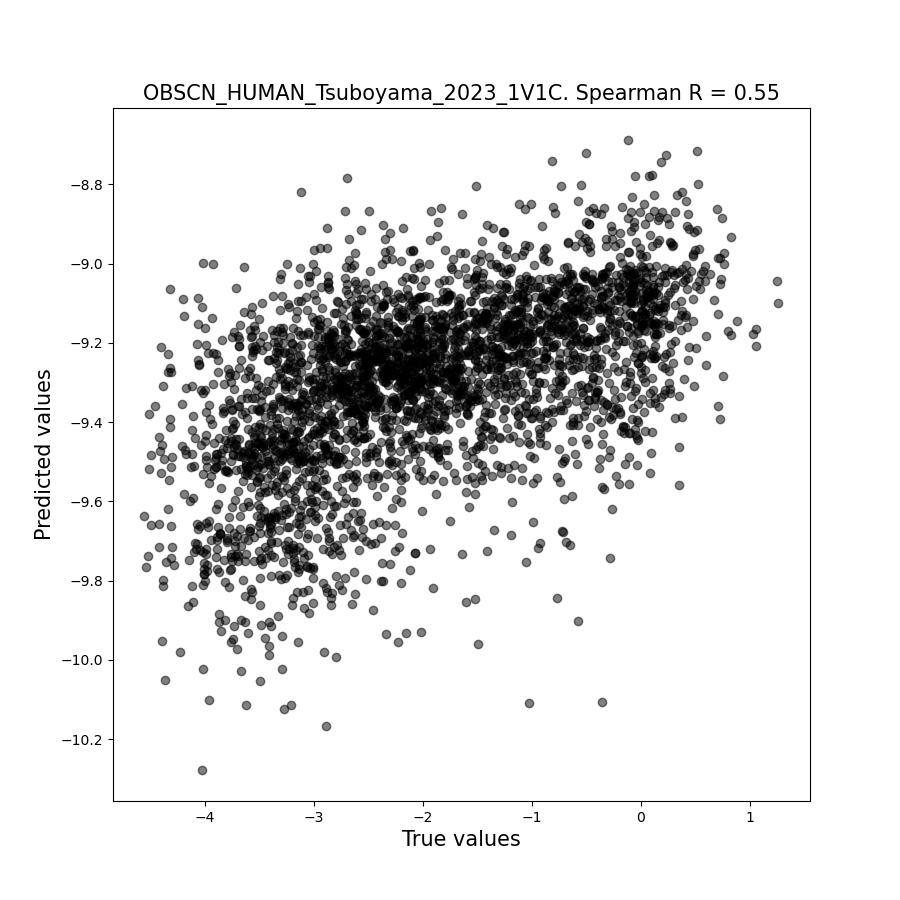 OBSCN_HUMAN_Tsuboyama_2023_1V1C. Spearman R = 0.55
Predicted values
−8.8
−9.0
−9.2
−9.4
−9.6
−9.8
−10.0
−10.2
−4 −3 −2 −1 0 1
True values